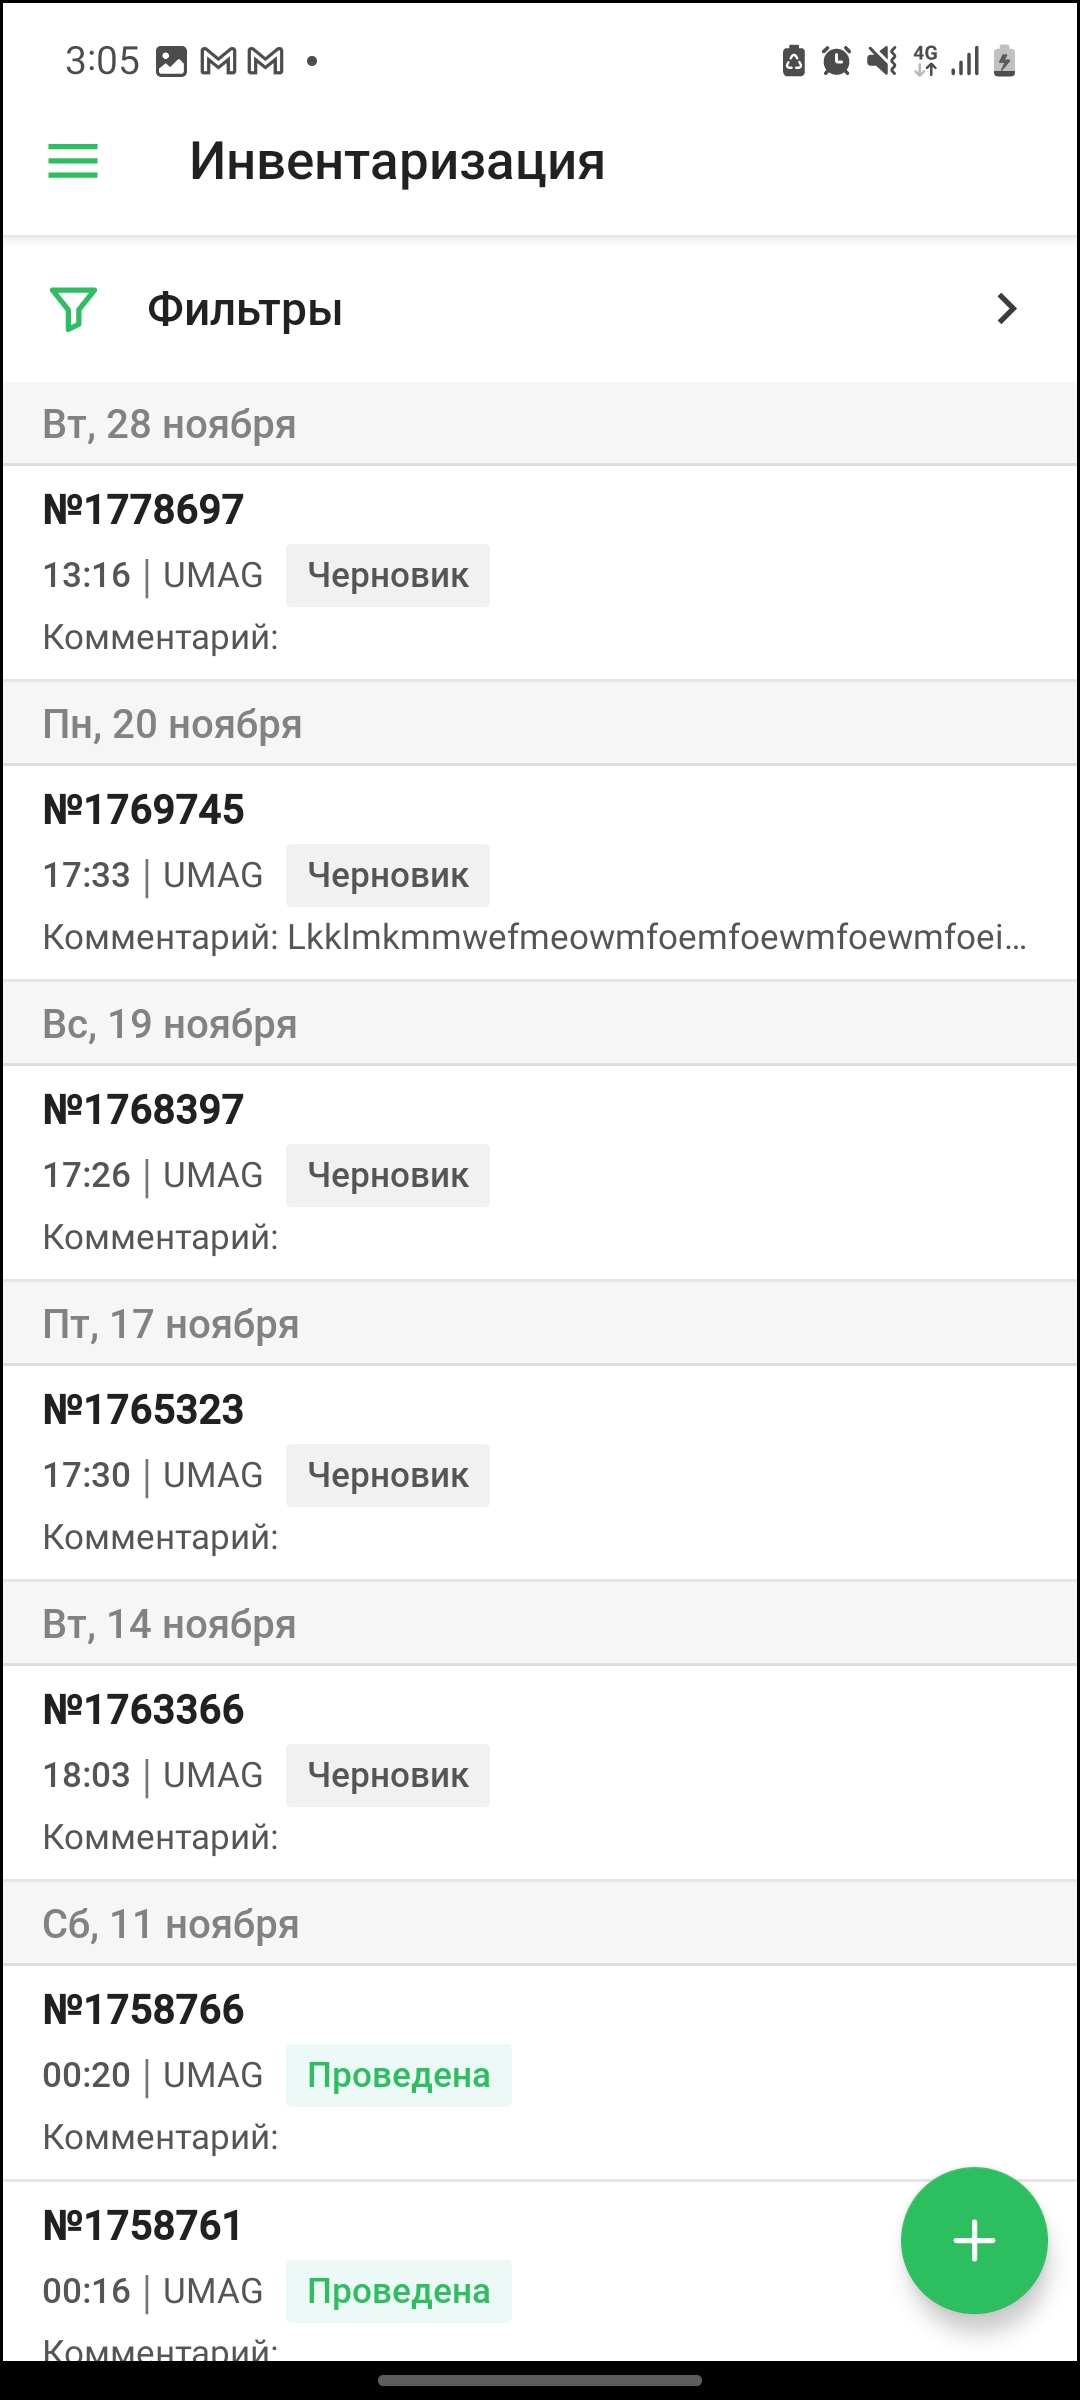 3:05
4G
Инвентаризация
Фильтры
Вт, 28 ноября
№1778697
13:16 | UMAG Черновик
Комментарий:
Пн, 20 ноября
№1769745
17:33 | UMAG Черновик
Комментарий: Lkklmkmmwefmeowmfoemfoewmfoewmfoei...
Вс, 19 ноября
№1768397
17:26 | UMAG Черновик
Комментарий:
Пт, 17 ноября
№1765323
17:30 | UMAG Черновик
Комментарий:
Вт, 14 ноября
№1763366
18:03 | UMAG Черновик
Комментарий:
Сб, 11 ноября
№1758766
00:20 | UMAG Проведена
Комментарий:
№1758761
00:16 | UMAG Проведена
Комментарий: